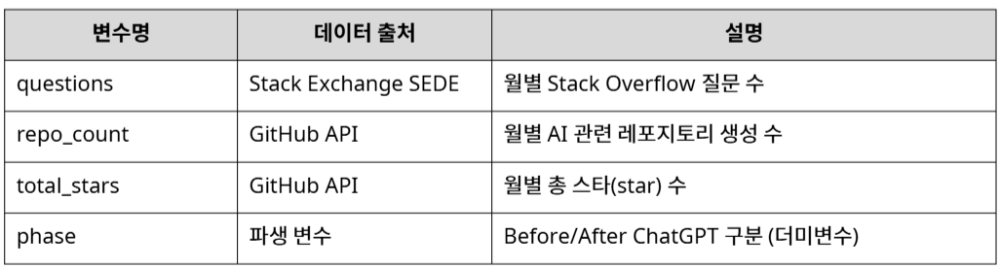 변수명 데이터 출처 설명
questions Stack Exchange SEDE 월별 Stack Overflow 질문 수
repo_count GitHub API 월별 AI 관련 레포지토리 생성 수
total_stars GitHub API 월별 총 스타(star) 수
phase 파생 변수 Before/After ChatGPT 구분 (더미변수)